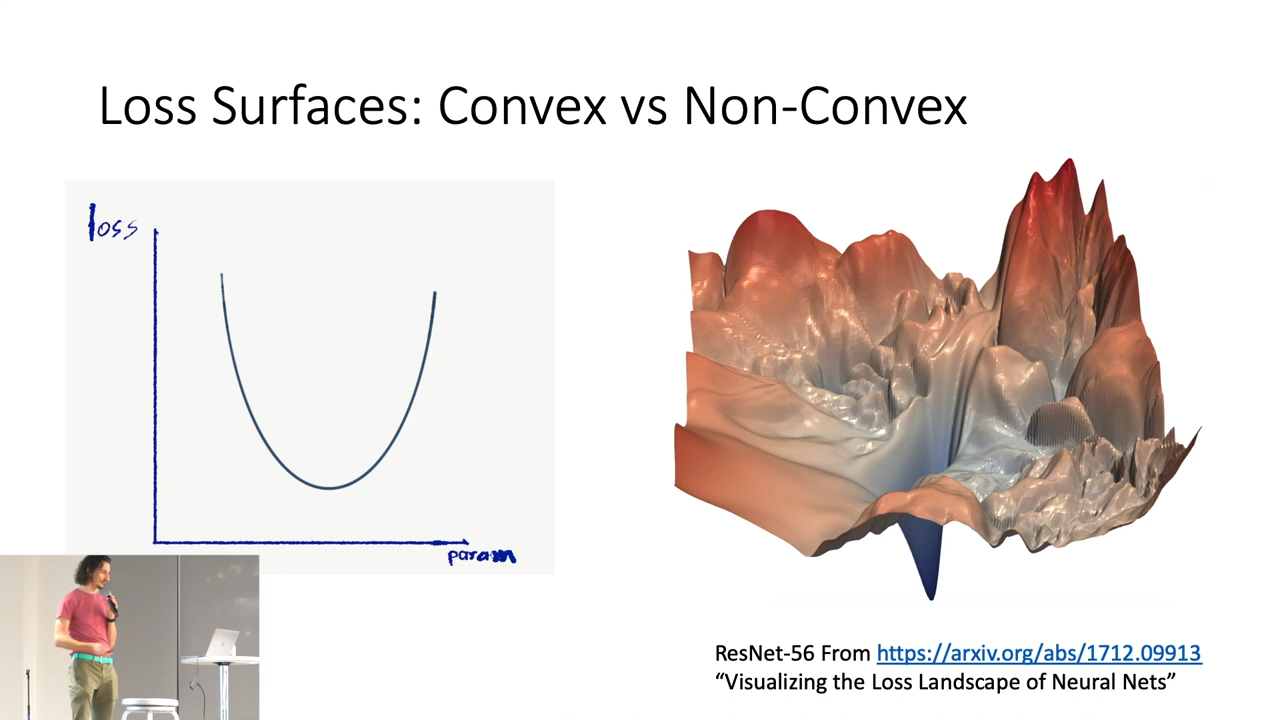 Loss Surfaces: Convex vs Non-Convex
loss
param
ResNet-56 From https://arxiv.org/abs/1712.09913
“Visualizing the Loss Landscape of Neural Nets”